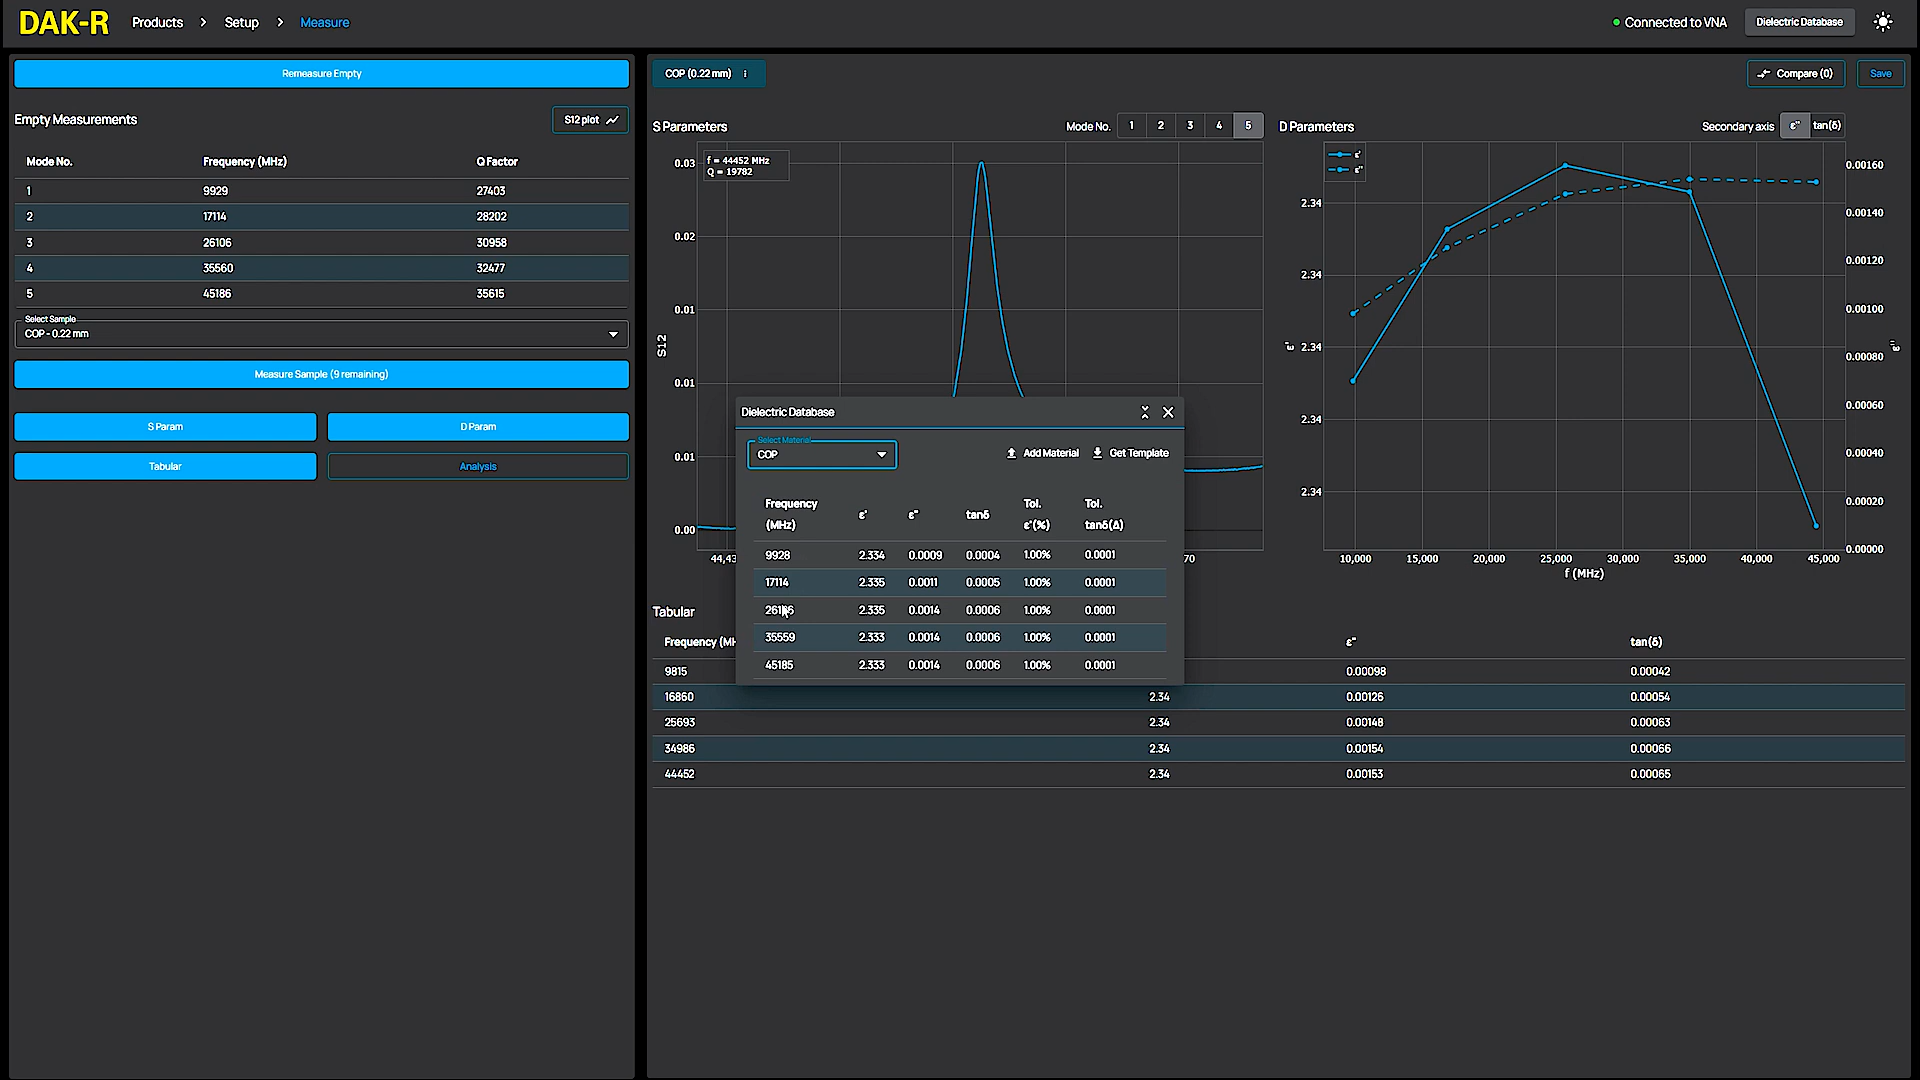 DAK-R Products > Setup > Measure Connected to VNA Dielectric Database
Remeasure Empty
Empty Measurements S12 plot
Mode No. Frequency (MHz) Q Factor
1 9929 27403
2 17114 28202
3 26106 30958
4 35560 32477
5 45186 35615
Select Sample
COP - 0.22 mm
Measure Sample (9 remaining)
S Param D Param
Tabular Analysis
COP (0.22 mm) Compare (0) Save
S Parameters Mode No. 1 2 3 4 5
f = 44452 MHz
Q = 19782
0.03
0.02
0.01
0.01
0.01
0.00
S12
44,43
70
D Parameters Secondary axis ε" tan(δ)
ε'
ε"
2.34
2.34
2.34
2.34
2.34
ε'
0.00160
0.00140
0.00120
0.00100
0.00080
0.00060
0.00040
0.00020
0.00000
ε"
10,000 15,000 20,000 25,000 30,000 35,000 40,000 45,000
f (MHz)
Dielectric Database
Select Material
COP Add Material Get Template
Frequency (MHz) ε' ε" tanδ Tol. ε'(%) Tol. tanδ(Δ)
9928 2.334 0.0009 0.0004 1.00% 0.0001
17114 2.335 0.0011 0.0005 1.00% 0.0001
2.335 0.0014 0.0006 1.00% 0.0001
35559 2.333 0.0014 0.0006 1.00% 0.0001
45185 2.333 0.0014 0.0006 1.00% 0.0001
Tabular
Frequency (MH ε" tan(δ)
9815 0.00098 0.00042
16860 2.34 0.00126 0.00054
25693 2.34 0.00148 0.00063
34986 2.34 0.00154 0.00066
44452 2.34 0.00153 0.00065